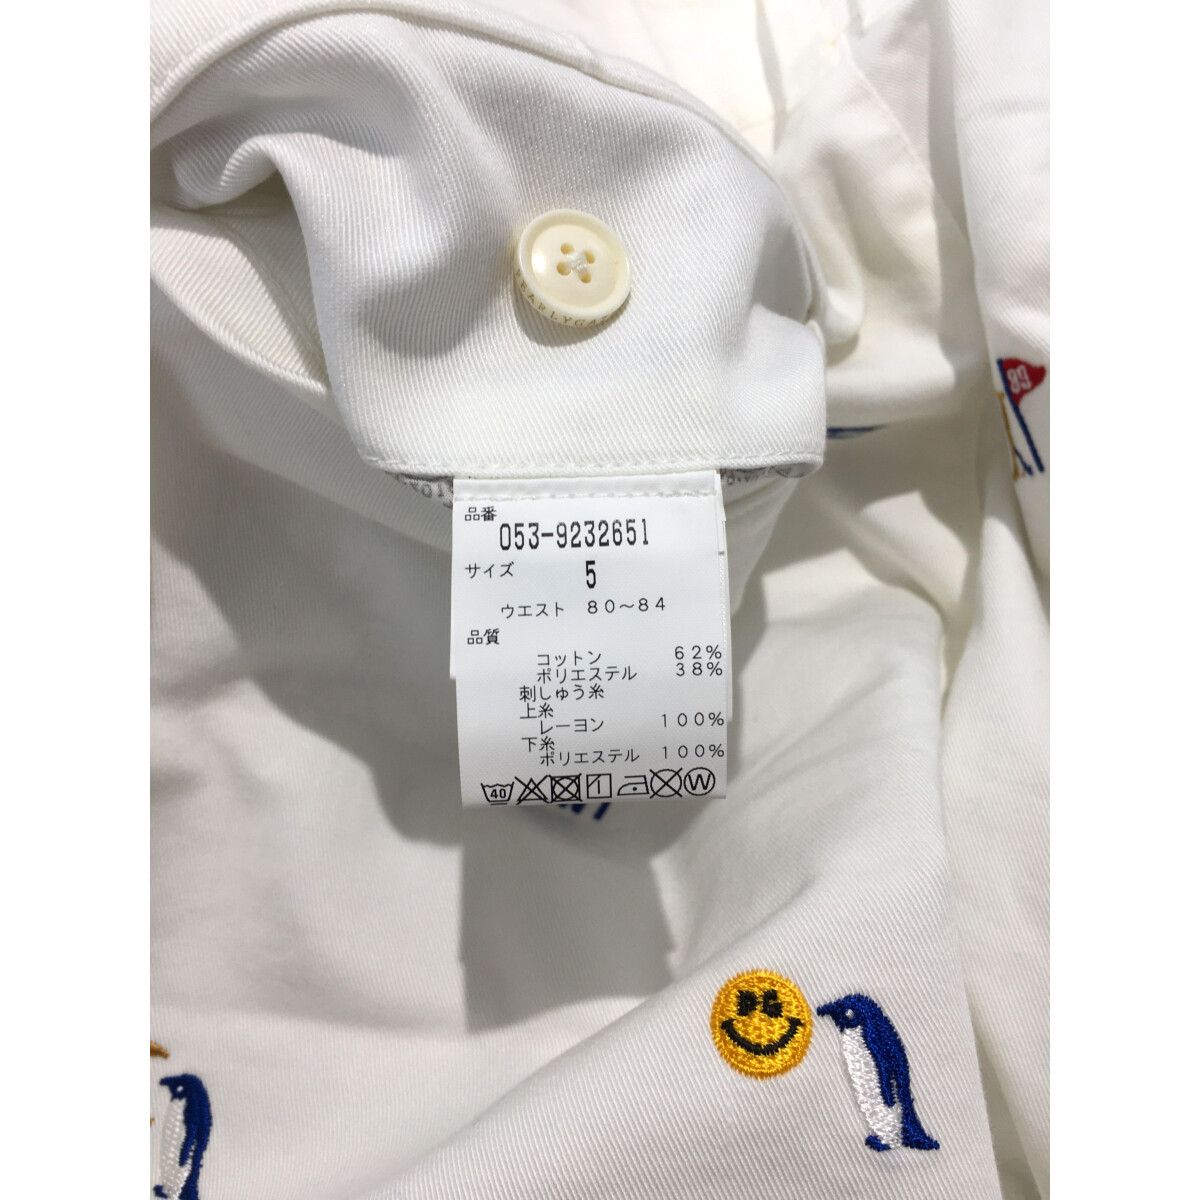 品番
053-9232651
サイズ 5
ウエスト 80～84
品質
コットン 62%
ポリエステル 38%
刺しゅう糸
上糸
レーヨン 100%
下糸
ポリエステル 100%
40
W
PG